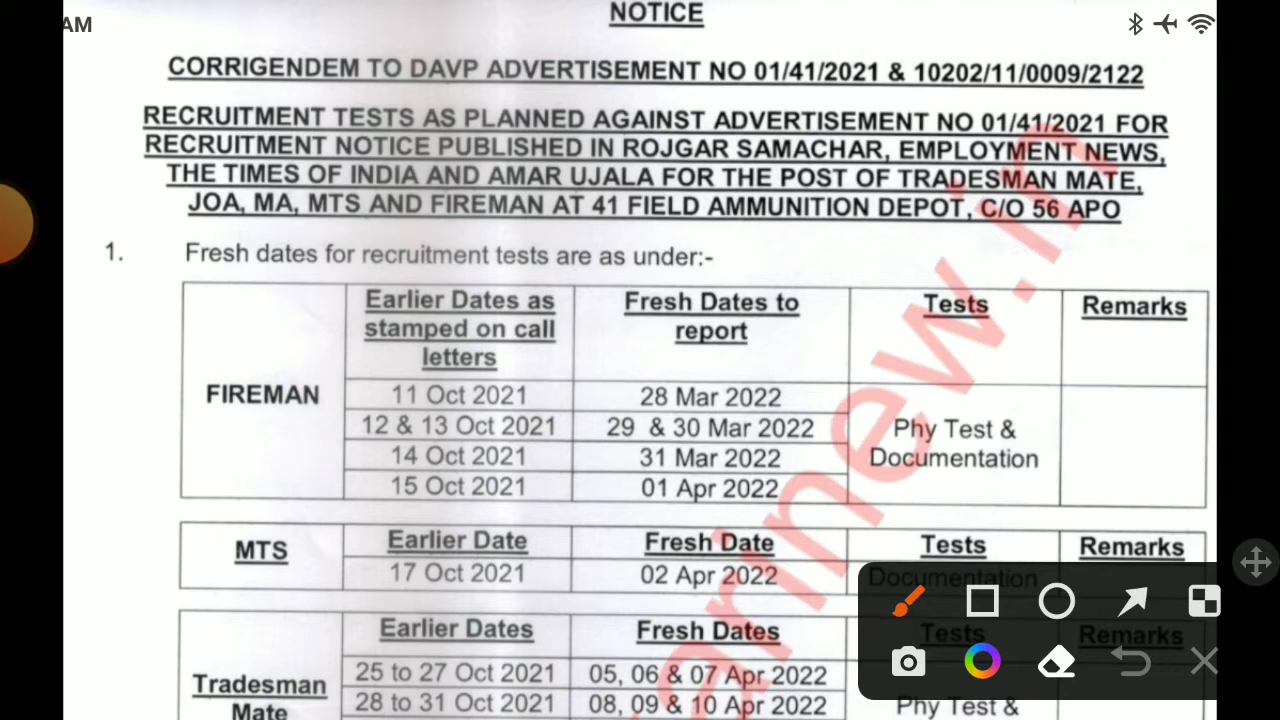 AM
NOTICE
CORRIGENDEM TO DAVP ADVERTISEMENT NO 01/41/2021 & 10202/11/0009/2122
RECRUITMENT TESTS AS PLANNED AGAINST ADVERTISEMENT NO 01/41/2021 FOR
RECRUITMENT NOTICE PUBLISHED IN ROJGAR SAMACHAR, EMPLOYMENT NEWS,
THE TIMES OF INDIA AND AMAR UJALA FOR THE POST OF TRADESMAN MATE,
JOA, MA, MTS AND FIREMAN AT 41 FIELD AMMUNITION DEPOT, C/O 56 APO
1. Fresh dates for recruitment tests are as under:-
FIREMAN
Earlier Dates as
stamped on call
letters
Fresh Dates to
report
Tests
Remarks
11 Oct 2021 28 Mar 2022
12 & 13 Oct 2021 29 & 30 Mar 2022
14 Oct 2021 31 Mar 2022
15 Oct 2021 01 Apr 2022
Phy Test &
Documentation
MTS
Earlier Date Fresh Date Tests Remarks
17 Oct 2021 02 Apr 2022 Documentation
Tradesman
Mate
Earlier Dates Fresh Dates Tests Remarks
25 to 27 Oct 2021 05, 06 & 07 Apr 2022
28 to 31 Oct 2021 08, 09 & 10 Apr 2022
Phy Test &